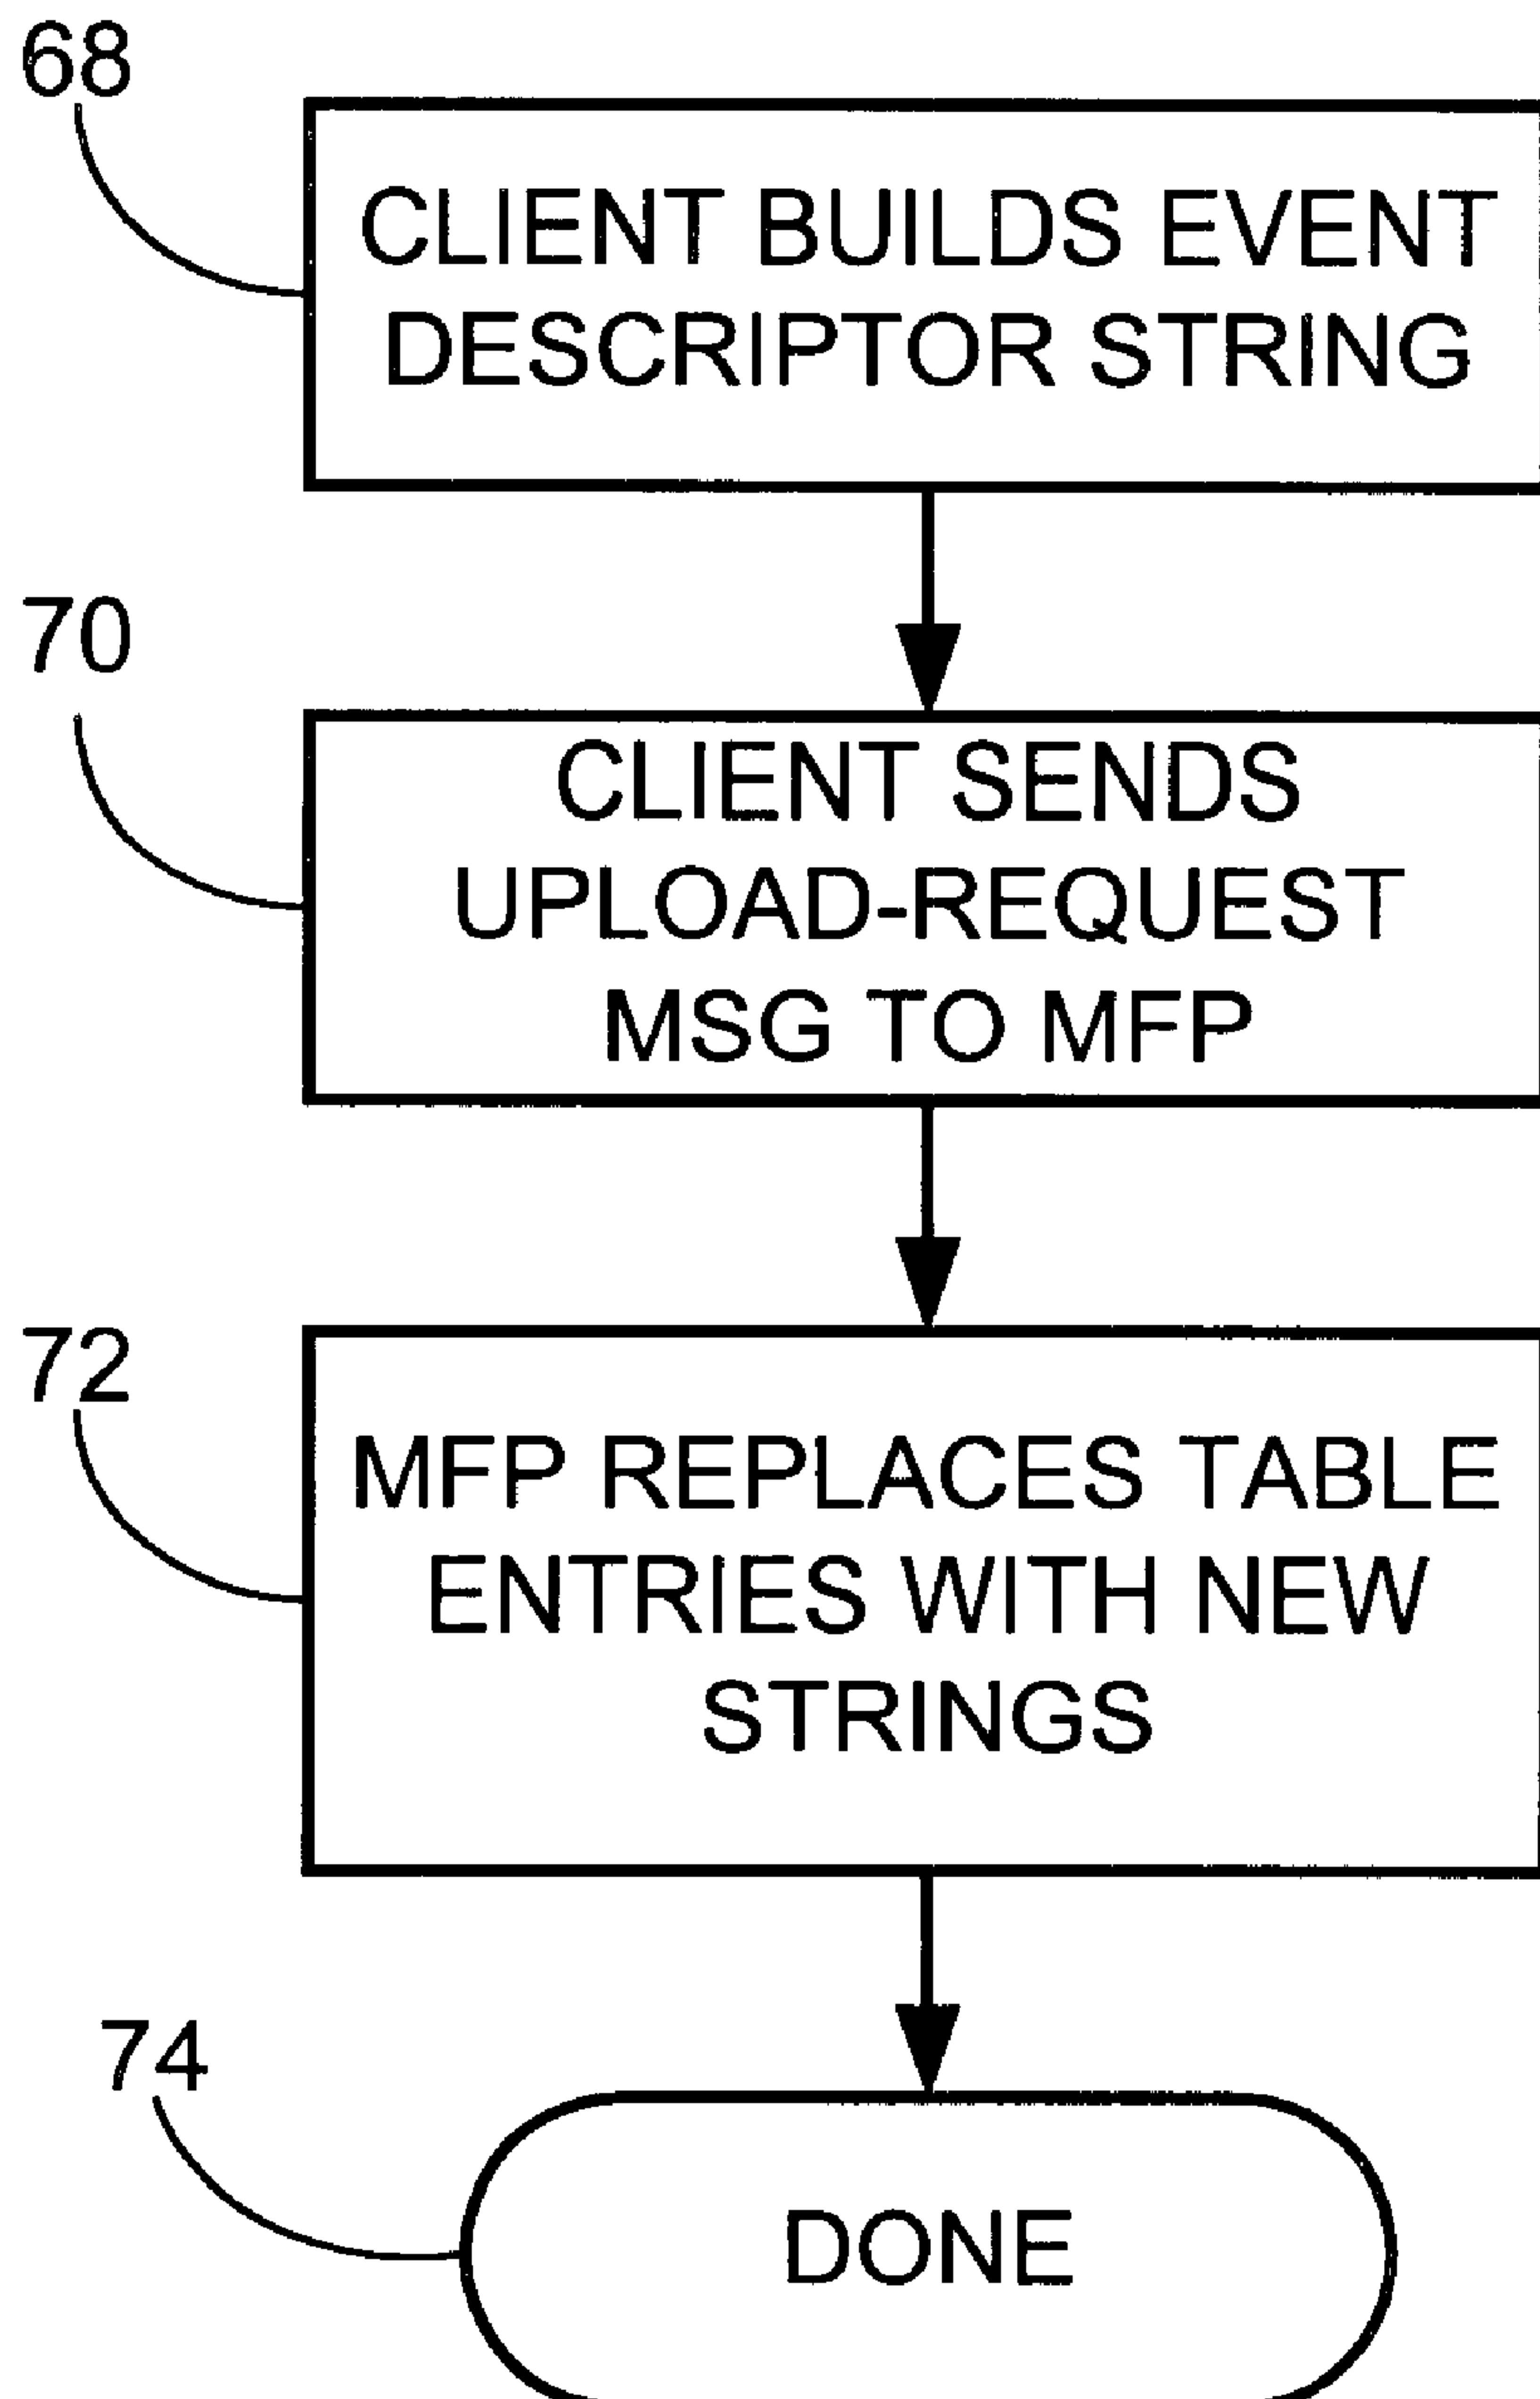 68
CLIENT BUILDS EVENT
DESCRIPTOR STRING
70
CLIENT SENDS
UPLOAD-REQUEST
MSG TO MFP
72
MFP REPLACES TABLE
ENTRIES WITH NEW
STRINGS
74
DONE